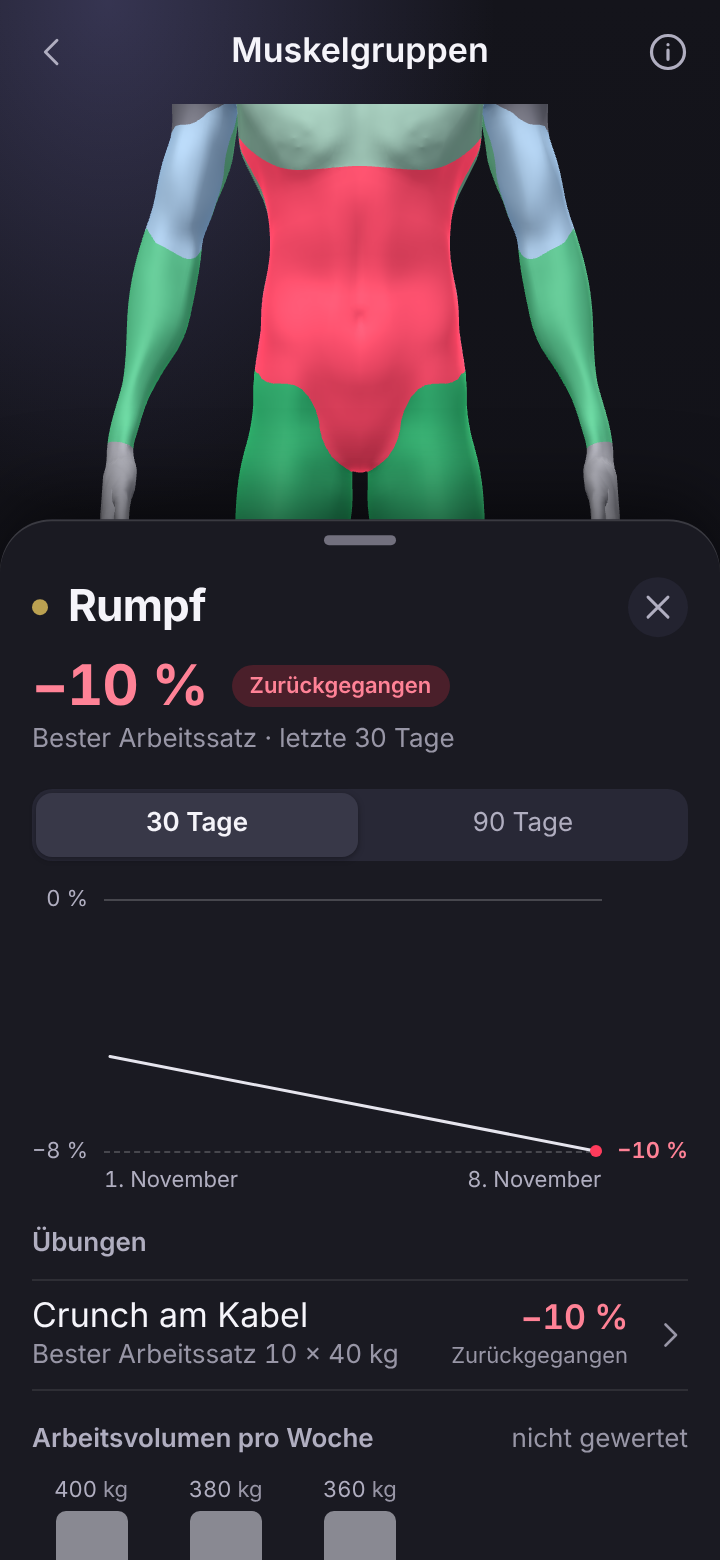 Muskelgruppen
Rumpf
−10 % Zurückgegangen
Bester Arbeitssatz · letzte 30 Tage
30 Tage 90 Tage
0 %
−8 % −10 %
1. November 8. November
Übungen
Crunch am Kabel −10 %
Bester Arbeitssatz 10 × 40 kg Zurückgegangen
Arbeitsvolumen pro Woche nicht gewertet
400 kg 380 kg 360 kg